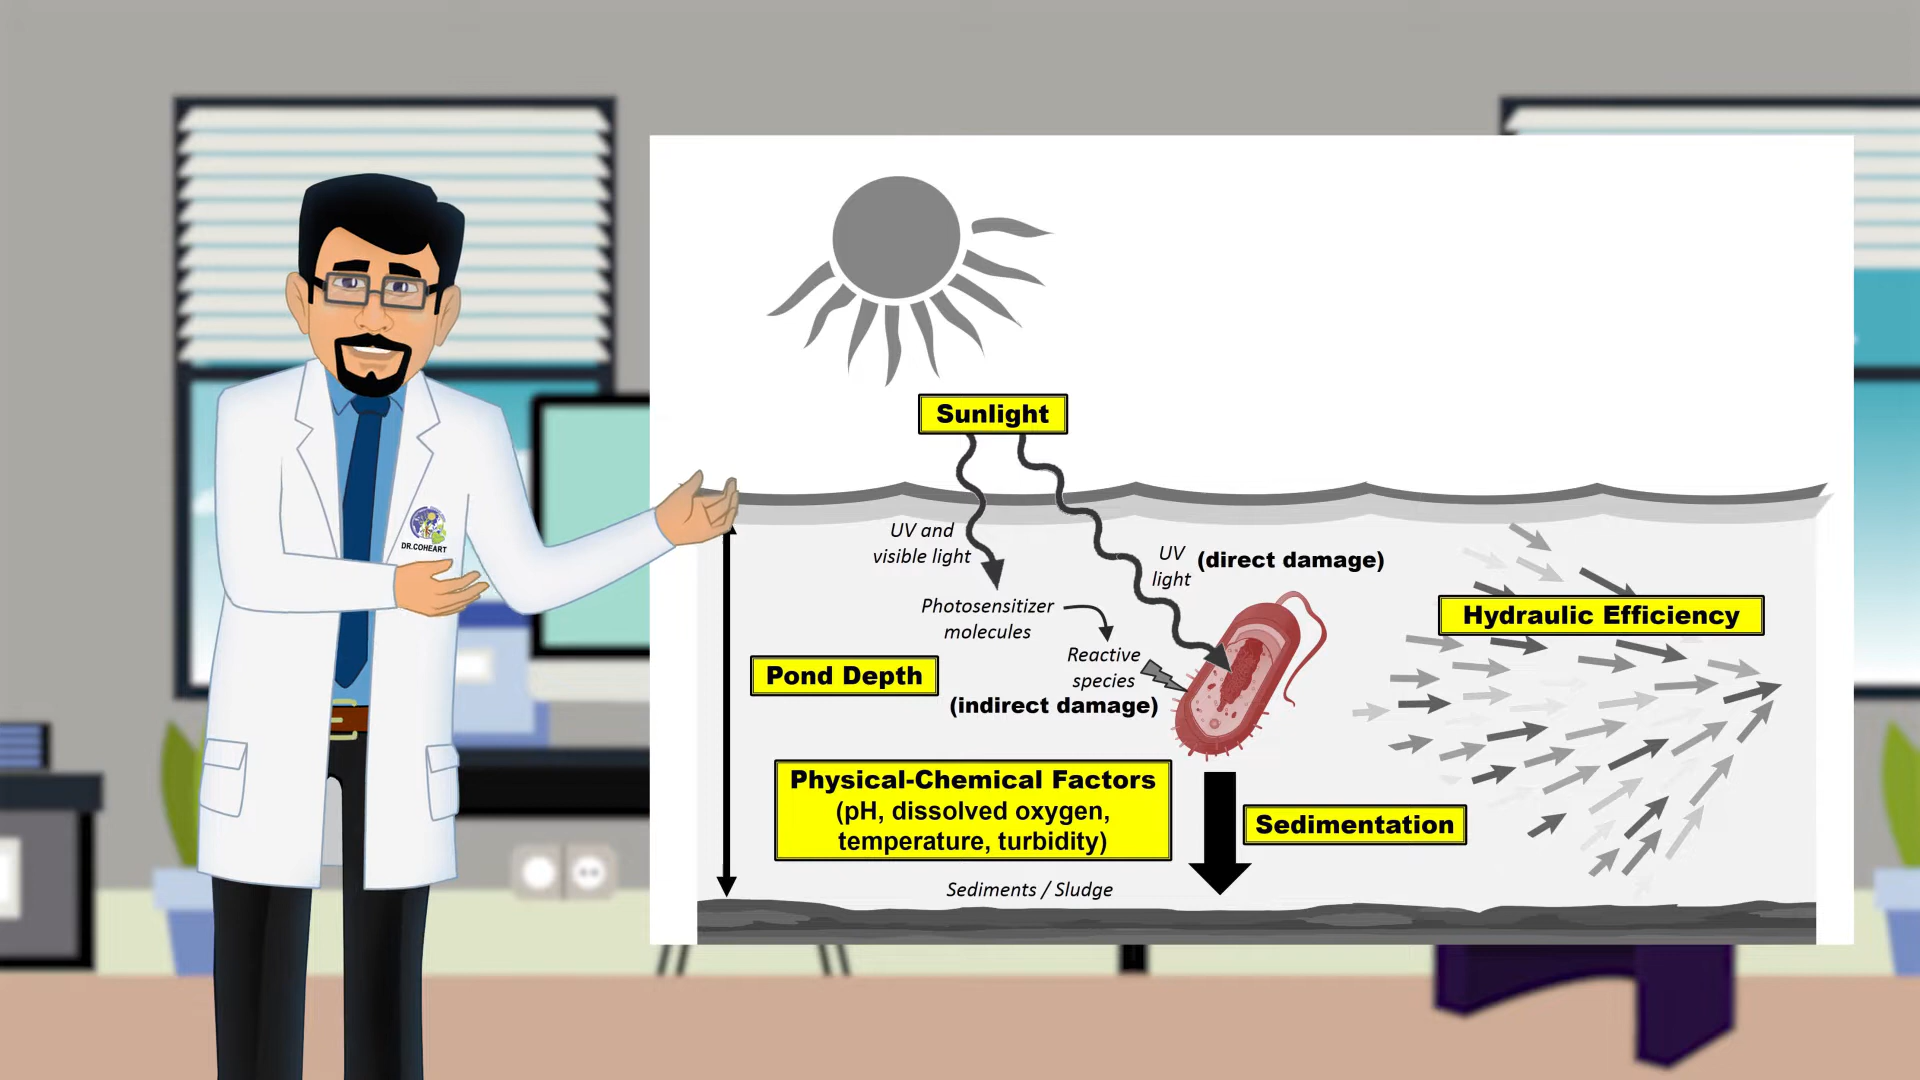 DR.COHEART
Sunlight
UV and
visible light
UV
light
(direct damage)
Photosensitizer
molecules
Reactive
species
(indirect damage)
Pond Depth
Hydraulic Efficiency
Physical-Chemical Factors
(pH, dissolved oxygen,
temperature, turbidity)
Sedimentation
Sediments / Sludge